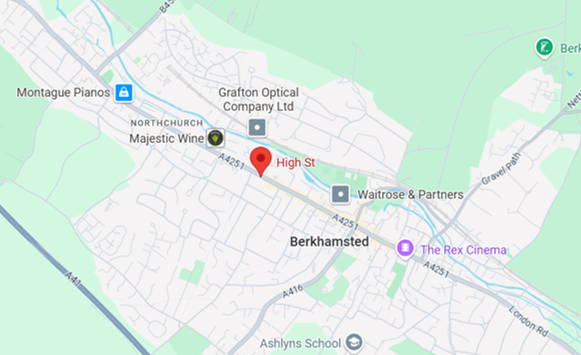 B45
Montague Pianos
Grafton Optical
Company Ltd
Berk
NORTHCHURCH
Majestic Wine
A4251
High St
Nett
Gravel Path
Waitrose & Partners
A4251
Berkhamsted
The Rex Cinema
A4251
A41
A416
London Rd
Ashlyns School